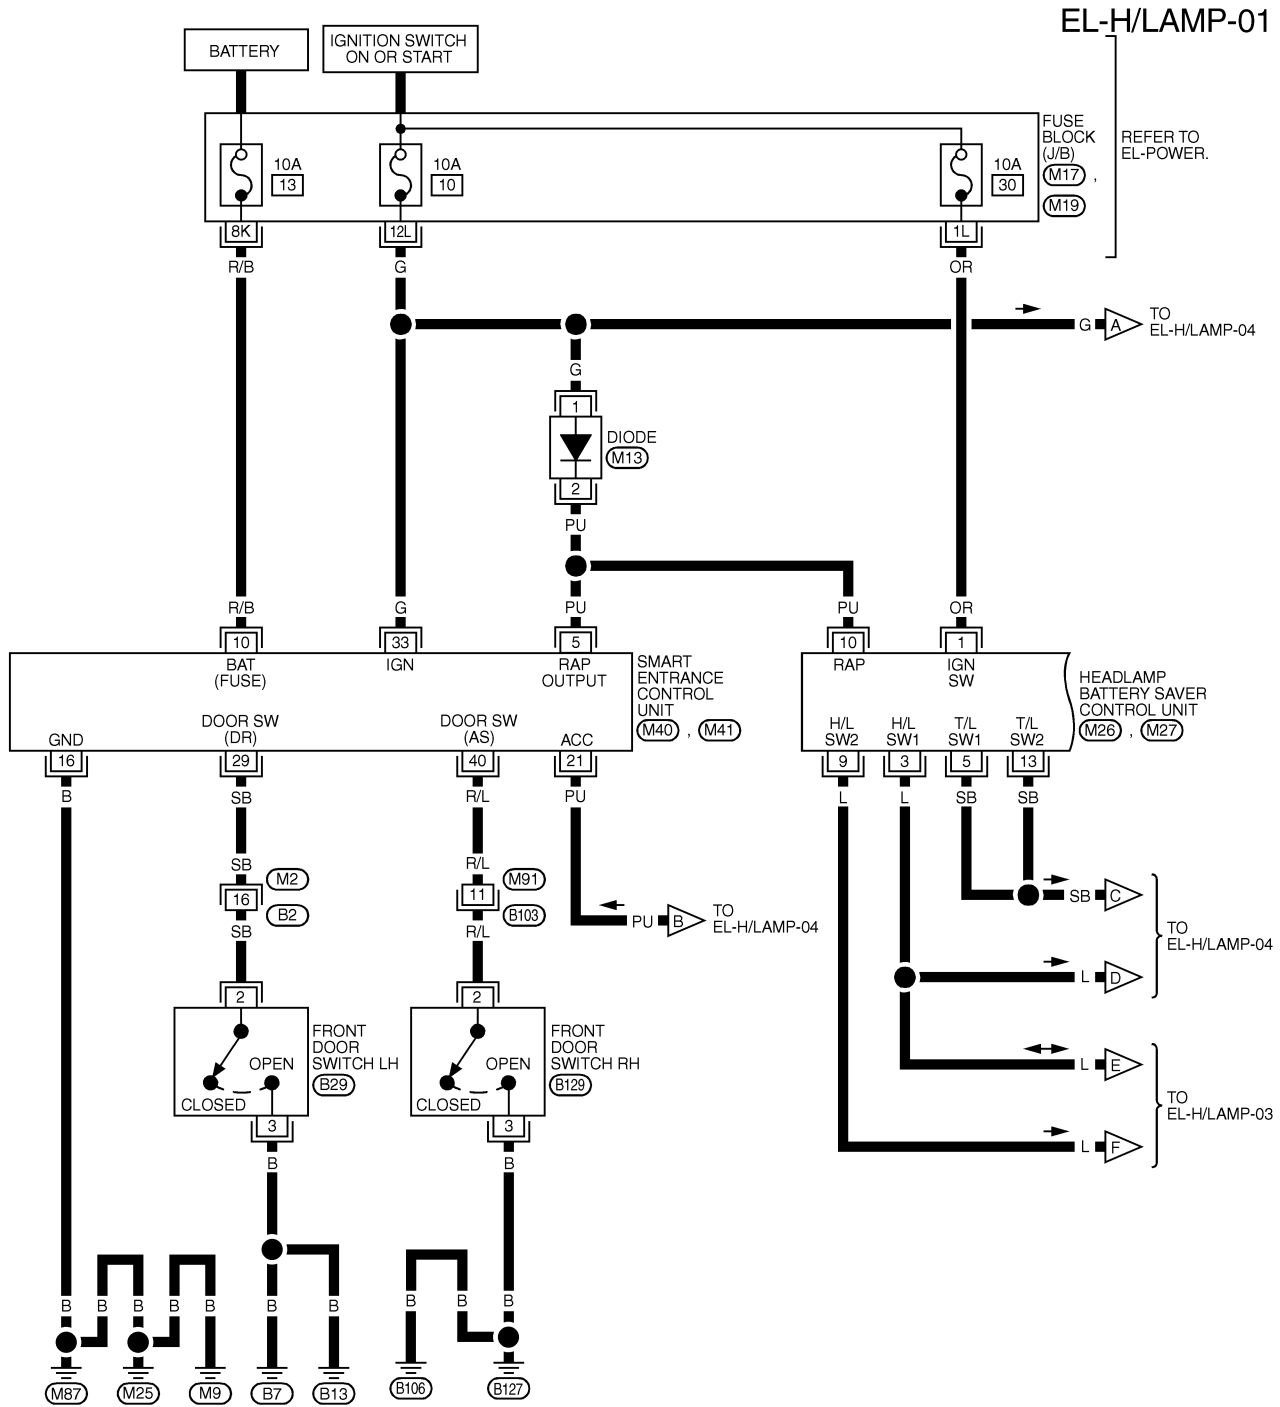 EL-H/LAMP-01
BATTERY
IGNITION SWITCH
ON OR START
FUSE
BLOCK
(J/B)
M17 ,
M19
REFER TO
EL-POWER.
10A
13
10A
10
10A
30
8K
12L
1L
R/B
G
OR
G
A
TO
EL-H/LAMP-04
G
1
DIODE
M13
2
PU
R/B
G
PU
PU
OR
10
33
5
10
1
BAT
(FUSE)
IGN
RAP
OUTPUT
SMART
ENTRANCE
CONTROL
UNIT
M40 , M41
RAP
IGN
SW
HEADLAMP
BATTERY SAVER
CONTROL UNIT
M26 , M27
GND
DOOR SW
(DR)
DOOR SW
(AS)
ACC
H/L
SW2
H/L
SW1
T/L
SW1
T/L
SW2
16
29
40
21
9
3
5
13
B
SB
R/L
PU
L
L
SB
SB
SB
M2
16
B2
SB
R/L
M91
11
B103
R/L
PU
B
TO
EL-H/LAMP-04
SB
C
L
D
TO
EL-H/LAMP-04
L
E
L
F
TO
EL-H/LAMP-03
2
OPEN
CLOSED
FRONT
DOOR
SWITCH LH
B29
3
B
2
OPEN
CLOSED
FRONT
DOOR
SWITCH RH
B129
3
B
B
B
B
B
B
B
B
B
B
B
M87
M25
M9
B7
B13
B106
B127